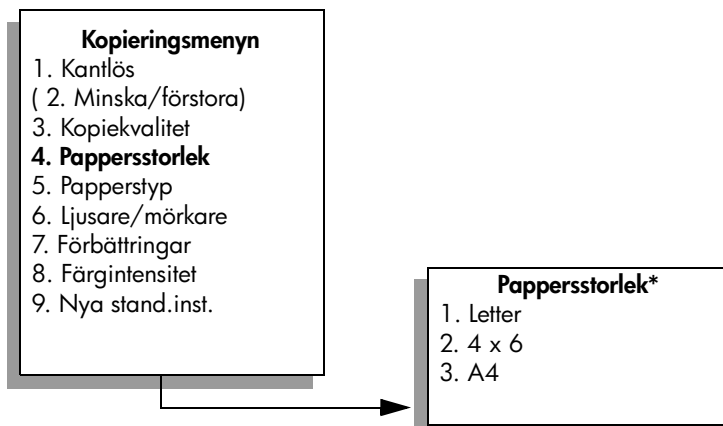 Kopieringsmenyn
1. Kantlös
( 2. Minska/förstora)
3. Kopiekvalitet
4. Pappersstorlek
5. Papperstyp
6. Ljusare/mörkare
7. Förbättringar
8. Färgintensitet
9. Nya stand.inst.
Pappersstorlek*
1. Letter
2. 4 x 6
3. A4